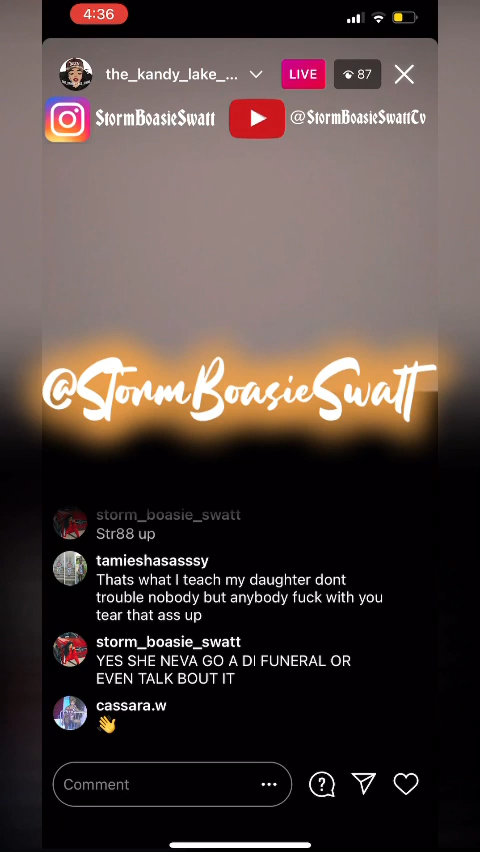 4:36
the_kandy_lake_...
LIVE
87
StormBoasieSwatt
@StormBoasieSwattTv
@StormBoasieSwatt
storm_boasie_swatt
Str88 up
tamieshasasssy
Thats what I teach my daughter dont
trouble nobody but anybody fuck with you
tear that ass up
storm_boasie_swatt
YES SHE NEVA GO A DI FUNERAL OR
EVEN TALK BOUT IT
cassara.w
👋
Comment